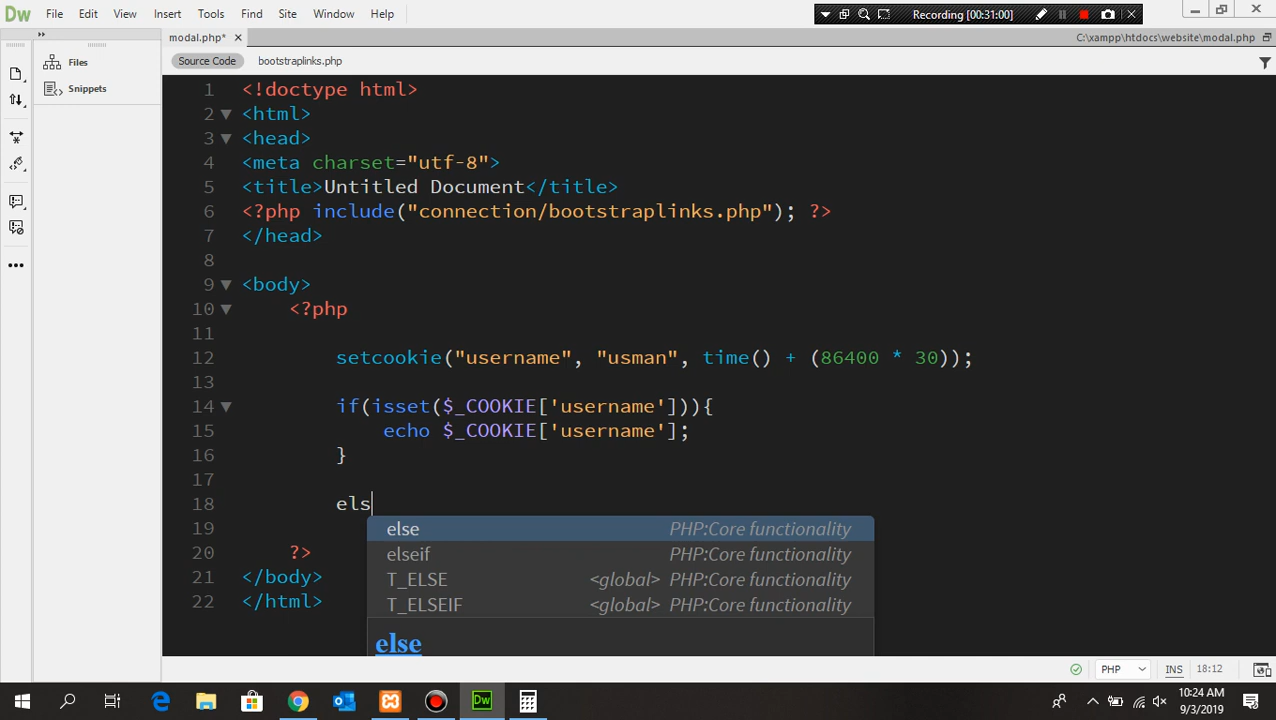 Dw File Edit View Insert Tools Find Site Window Help
Recording [00:31:00]
modal.php*
C:\xampp\htdocs\website\modal.php
Files
Snippets
Source Code bootstraplinks.php
1 <!doctype html>
2 <html>
3 <head>
4 <meta charset="utf-8">
5 <title>Untitled Document</title>
6 <?php include("connection/bootstraplinks.php"); ?>
7 </head>
8
9 <body>
10 <?php
11
12 setcookie("username", "usman", time() + (86400 * 30));
13
14 if(isset($_COOKIE['username'])){
15 echo $_COOKIE['username'];
16 }
17
18 els
19
20 ?>
21 </body>
22 </html>
else PHP:Core functionality
elseif PHP:Core functionality
T_ELSE <global> PHP:Core functionality
T_ELSEIF <global> PHP:Core functionality
else
PHP INS 18:12
Dw
10:24 AM
9/3/2019